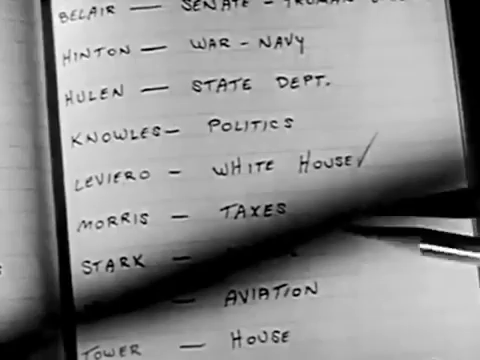 BELAIR — SENATE - TRUMAN
HINTON — WAR - NAVY
HULEN — STATE DEPT.
KNOWLES — POLITICS
LEVIERO — WHITE HOUSE ✓
MORRIS — TAXES
STARK —
— AVIATION
TOWER — HOUSE